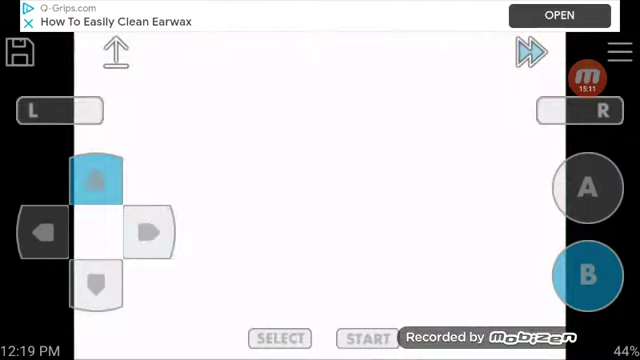 Q-Grips.com
How To Easily Clean Earwax
OPEN
M
15:11
L
R
A
B
SELECT
START
Recorded by Mobizen
12:19 PM
44%